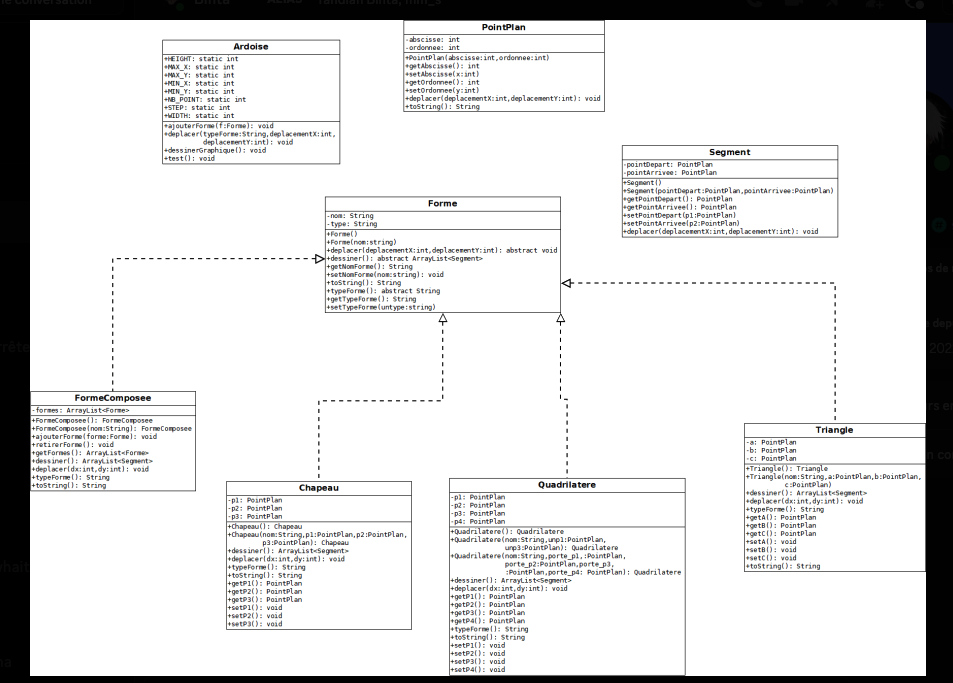 Ardoise
+HEIGHT: static int
+MAX_X: static int
+MAX_Y: static int
+MIN_X: static int
+MIN_Y: static int
+NB_POINT: static int
+STEP: static int
+WIDTH: static int
+ajouterForme(f:Forme): void
+deplacer(typeForme:String,deplacementX:int,
deplacementY:int): void
+dessinerGraphique(): void
+test(): void
PointPlan
-abscisse: int
-ordonnee: int
+PointPlan(abscisse:int,ordonnee:int)
+getAbscisse(): int
+setAbscisse(x:int)
+getOrdonnee(): int
+setOrdonnee(y:int)
+deplacer(deplacementX:int,deplacementY:int): void
+toString(): String
Segment
-pointDepart: PointPlan
-pointArrivee: PointPlan
+Segment()
+Segment(pointDepart:PointPlan,pointArrivee:PointPlan)
+getPointDepart(): PointPlan
+getPointArrivee(): PointPlan
+setPointDepart(p1:PointPlan)
+setPointArrivee(p2:PointPlan)
+deplacer(deplacementX:int,deplacementY:int): void
Forme
-nom: String
-type: String
+Forme()
+Forme(nom:string)
+deplacer(deplacementX:int,deplacementY:int): abstract void
+dessiner(): abstract ArrayList<Segment>
+getNomForme(): String
+setNomForme(nom:string): void
+toString(): String
+typeForme(): abstract String
+getTypeForme(): String
+setTypeForme(untype:string)
FormeComposee
-formes: ArrayList<Forme>
+FormeComposee(): FormeComposee
+FormeComposee(nom:String): FormeComposee
+ajouterForme(forme:Forme): void
+retirerForme(): void
+getFormes(): ArrayList<Forme>
+dessiner(): ArrayList<Segment>
+deplacer(dx:int,dy:int): void
+typeForme(): String
+toString(): String
Chapeau
-p1: PointPlan
-p2: PointPlan
-p3: PointPlan
+Chapeau(): Chapeau
+Chapeau(nom:String,p1:PointPlan,p2:PointPlan,
p3:PointPlan): Chapeau
+dessiner(): ArrayList<Segment>
+deplacer(dx:int,dy:int): void
+typeForme(): String
+toString(): String
+getP1(): PointPlan
+getP2(): PointPlan
+getP3(): PointPlan
+setP1(): void
+setP2(): void
+setP3(): void
Quadrilatere
-p1: PointPlan
-p2: PointPlan
-p3: PointPlan
-p4: PointPlan
+Quadrilatere(): Quadrilatere
+Quadrilatere(nom:String,unp1:PointPlan,
unp3:PointPlan): Quadrilatere
+Quadrilatere(nom:String,porte_p1,:PointPlan,
porte_p2:PointPlan,porte_p3,
:PointPlan,porte_p4: PointPlan): Quadrilatere
+dessiner(): ArrayList<Segment>
+deplacer(dx:int,dy:int): void
+getP1(): PointPlan
+getP2(): PointPlan
+getP3(): PointPlan
+getP4(): PointPlan
+typeForme(): String
+toString(): String
+setP1(): void
+setP2(): void
+setP3(): void
+setP4(): void
Triangle
-a: PointPlan
-b: PointPlan
-c: PointPlan
+Triangle(): Triangle
+Triangle(nom:String,a:PointPlan,b:PointPlan,
c:PointPlan)
+dessiner(): ArrayList<Segment>
+deplacer(dx:int,dy:int): void
+typeForme(): String
+getA(): PointPlan
+getB(): PointPlan
+getC(): PointPlan
+setA(): void
+setB(): void
+setC(): void
+toString(): String